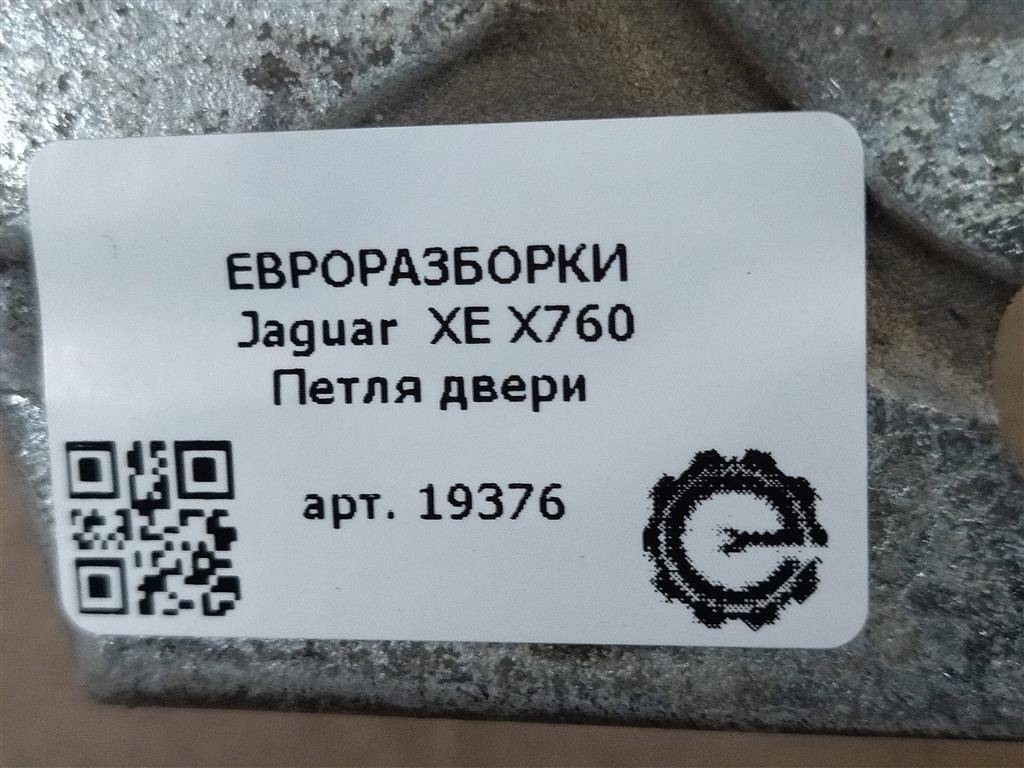 ЕВРОРАЗБОРКИ
Jaguar XE X760
Петля двери
арт. 19376